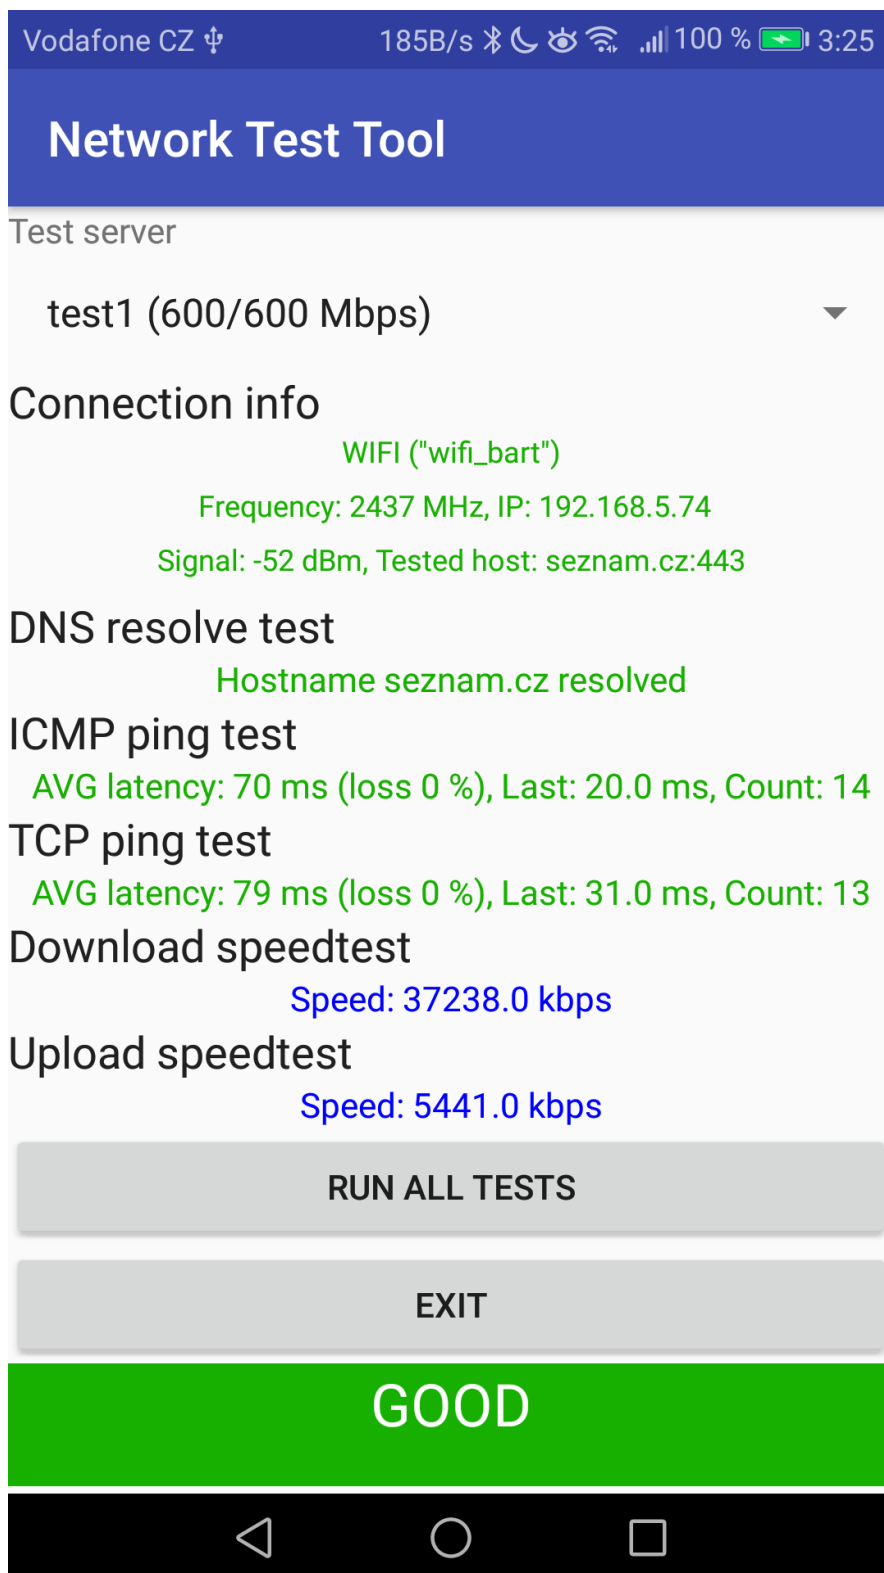 Vodafone CZ 185B/s 100 % 3:25
Network Test Tool
Test server
test1 (600/600 Mbps)
Connection info
WIFI ("wifi_bart")
Frequency: 2437 MHz, IP: 192.168.5.74
Signal: -52 dBm, Tested host: seznam.cz:443
DNS resolve test
Hostname seznam.cz resolved
ICMP ping test
AVG latency: 70 ms (loss 0 %), Last: 20.0 ms, Count: 14
TCP ping test
AVG latency: 79 ms (loss 0 %), Last: 31.0 ms, Count: 13
Download speedtest
Speed: 37238.0 kbps
Upload speedtest
Speed: 5441.0 kbps
RUN ALL TESTS
EXIT
GOOD